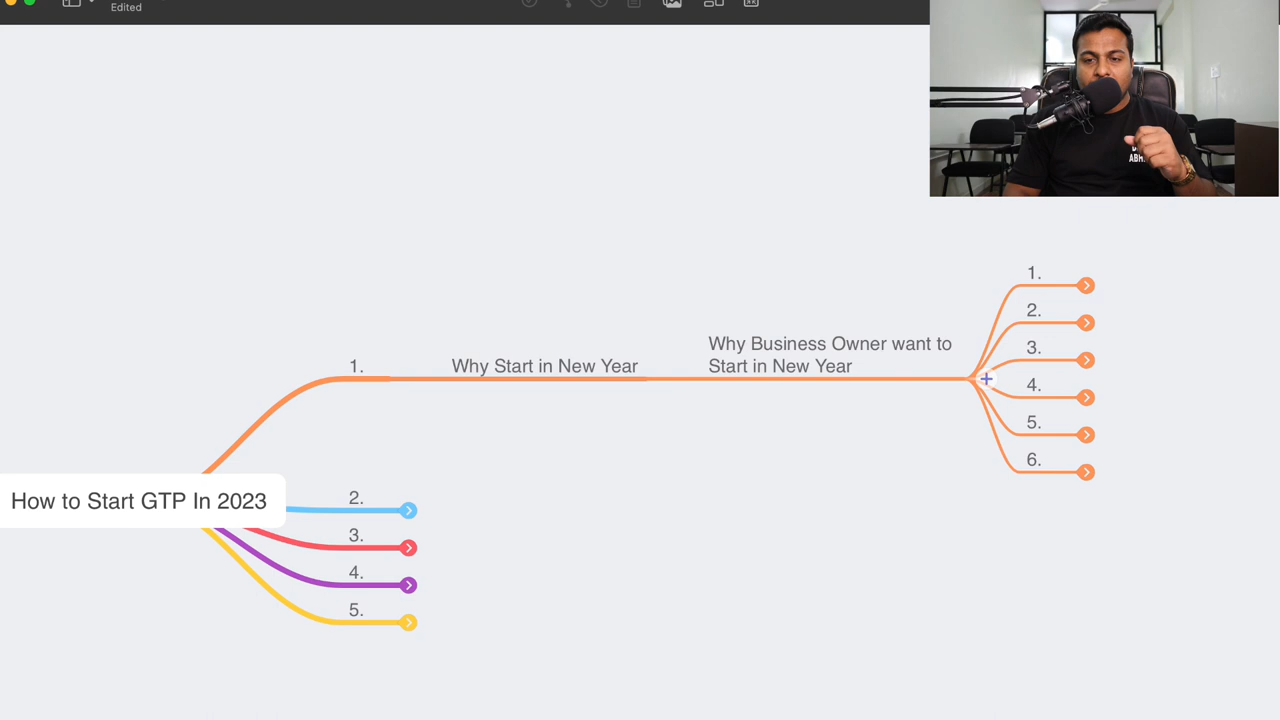 Edited
1.
2.
Why Business Owner want to
Start in New Year
3.
1.
Why Start in New Year
4.
5.
6.
How to Start GTP In 2023
2.
3.
4.
5.